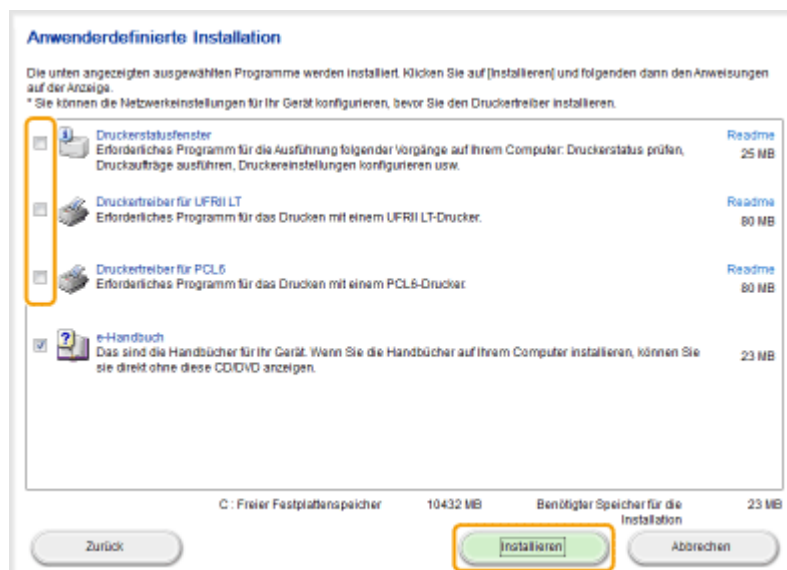 Anwenderdefinierte Installation
Die unten angezeigten ausgewählten Programme werden installiert. Klicken Sie auf [Installieren] und folgenden dann den Anweisungen
auf der Anzeige.
* Sie können die Netzwerkeinstellungen für Ihr Gerät konfigurieren, bevor Sie den Druckertreiber installieren.
Druckerstatusfenster Readme
Erforderliches Programm für die Ausführung folgender Vorgänge auf Ihrem Computer: Druckerstatus prüfen, 25 MB
Druckaufträge ausführen, Druckereinstellungen konfigurieren usw.
Druckertreiber für UFRII LT Readme
Erforderliches Programm für das Drucken mit einem UFRII LT-Drucker. 80 MB
Druckertreiber für PCL6 Readme
Erforderliches Programm für das Drucken mit einem PCL6-Drucker. 80 MB
e-Handbuch
Das sind die Handbücher für Ihr Gerät. Wenn Sie die Handbücher auf Ihrem Computer installieren, können Sie 23 MB
sie direkt ohne diese CD/DVD anzeigen.
C : Freier Festplattenspeicher 10432 MB Benötigter Speicher für die 23 MB
Installation
Zurück Installieren Abbrechen